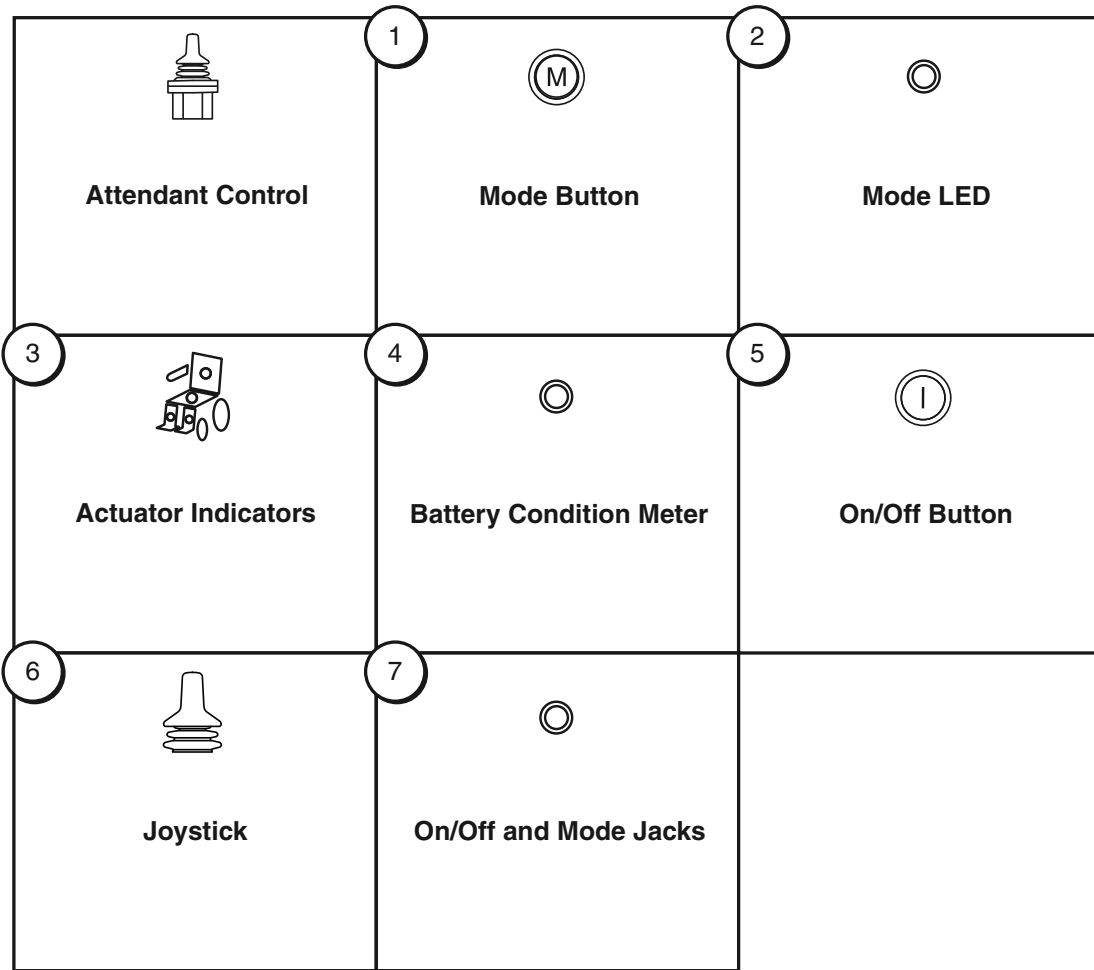 Attendant Control
1
M
Mode Button
2
Mode LED
3
Actuator Indicators
4
Battery Condition Meter
5
I
On/Off Button
6
Joystick
7
On/Off and Mode Jacks